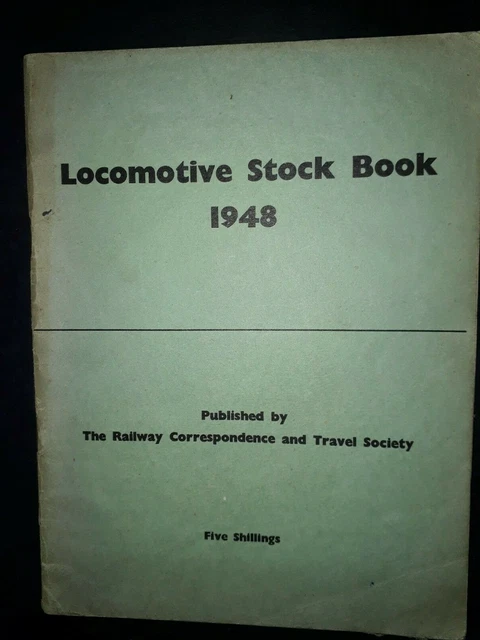 Locomotive Stock Book
1948
Published by
The Railway Correspondence and Travel Society
Five Shillings